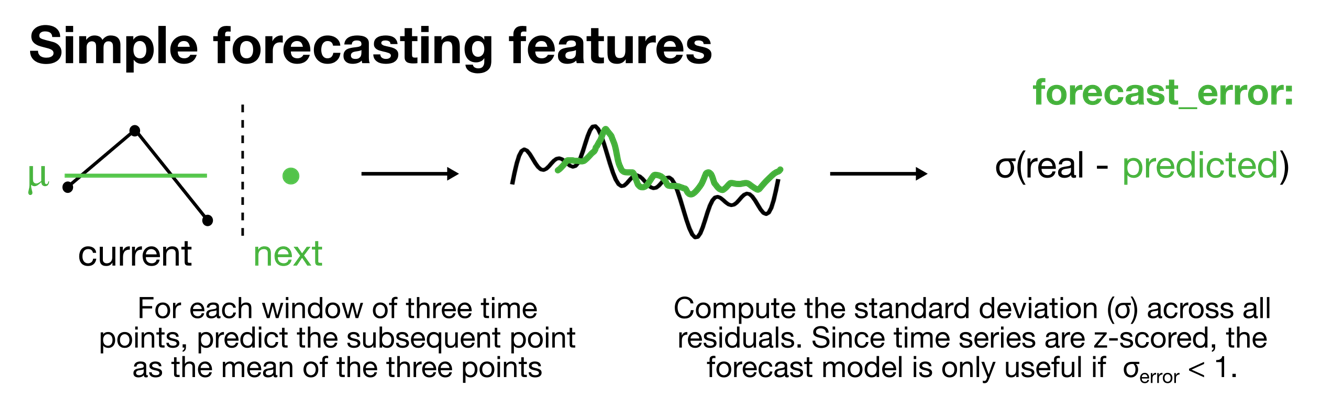 Simple forecasting features
μ
current
next
For each window of three time
points, predict the subsequent point
as the mean of the three points
forecast_error:
σ(real - predicted)
Compute the standard deviation (σ) across all
residuals. Since time series are z-scored, the
forecast model is only useful if σerror < 1.